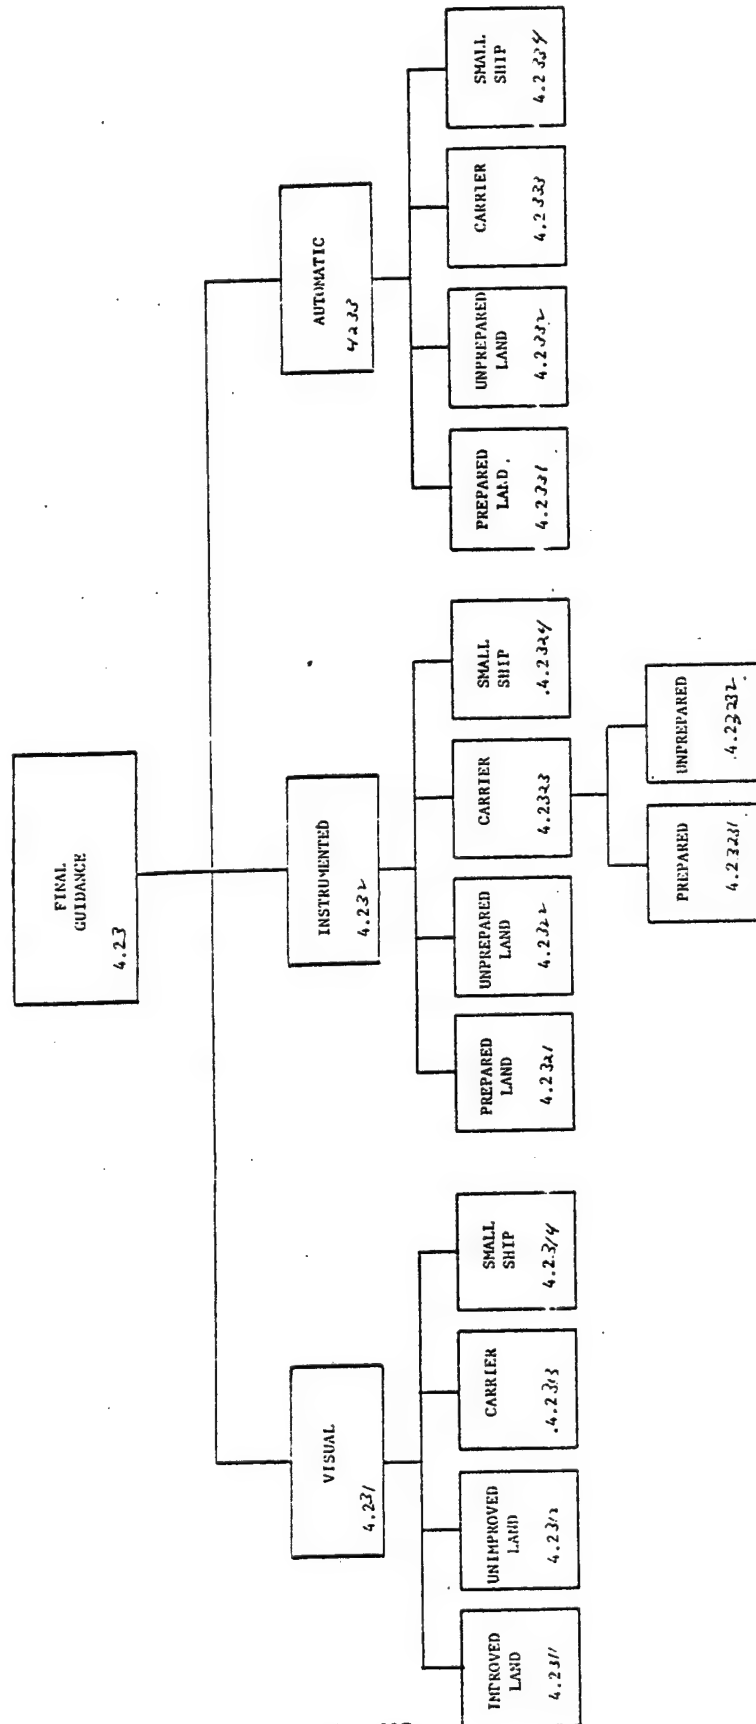 FINAL
GUIDANCE
4.23
VISUAL
4.231
INSTRUMENTED
4.232
AUTOMATIC
4233
IMPROVED
LAND
4.2311
UNIMPROVED
LAND
4.2312
CARRIER
.4.2313
SMALL
SHIP
4.2314
PREPARED
LAND
4.2321
UNPREPARED
LAND
4.2322
CARRIER
4.2323
SMALL
SHIP
.4.2324
PREPARED
LAND.
4.2331
UNPREPARED
LAND
4.2332
CARRIER
4.2333
SMALL
SHIP
4.2334
PREPARED
4.23231
UNPREPARED
.4.23232.